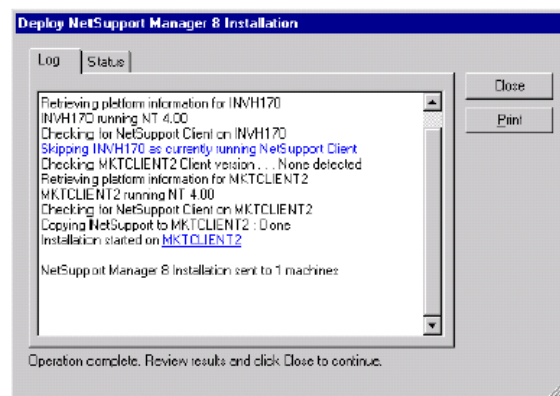 Deploy NetSupport Manager 8 Installation
Log
Status
Close
Print
Retrieving platform information for INVH170
INVH170 running NT 4.00
Checking for NetSupport Client on INVH170
Skipping INVH170 as currently running NetSupport Client
Checking MKTCLIENT2 Client version . . . None detected
Retrieving platform information for MKTCLIENT2
MKTCLIENT2 running NT 4.00
Checking for NetSupport Client on MKTCLIENT2
Copying NetSupport to MKTCLIENT2 : Done
Installation started on MKTCLIENT2
NetSupport Manager 8 Installation sent to 1 machines
Operation complete. Review results and click Close to continue.